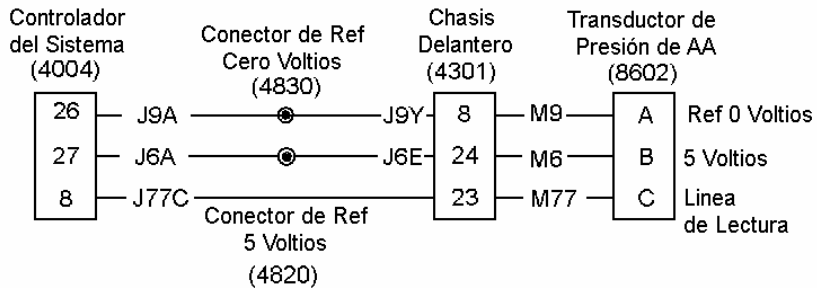 Controlador
del Sistema
(4004)
Conector de Ref
Cero Voltios
(4830)
Chasis
Delantero
(4301)
Transductor de
Presión de AA
(8602)
26 J9A J9Y 8 M9 A Ref 0 Voltios
27 J6A J6E 24 M6 B 5 Voltios
8 J77C 23 M77 C Linea
de Lectura
Conector de Ref
5 Voltios
(4820)